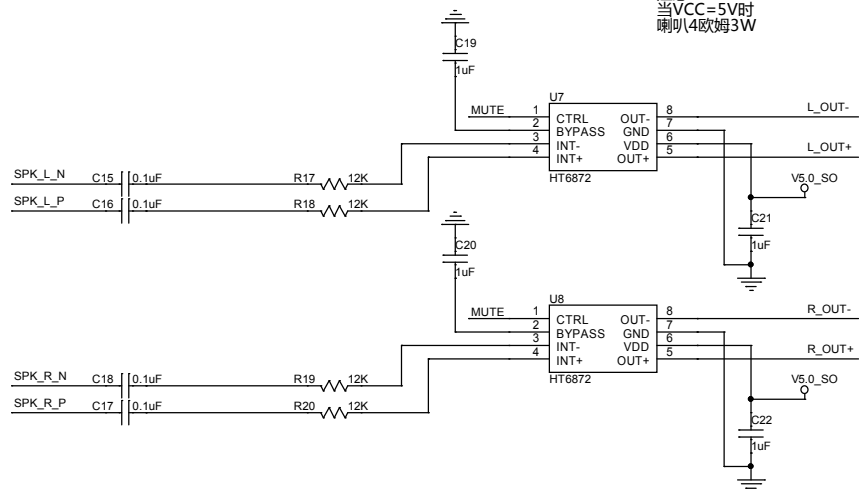 当VCC=5V时
喇叭4欧姆3W
C19
1uF
U7
MUTE 1 CTRL OUT- 8 L_OUT-
2 BYPASS GND 7
3 INT- VDD 6
4 INT+ OUT+ 5 L_OUT+
HT6872
SPK_L_N C15 0.1uF R17 12K
V5.0_SO
SPK_L_P C16 0.1uF R18 12K
C21
1uF
C20
1uF
U8
MUTE 1 CTRL OUT- 8 R_OUT-
2 BYPASS GND 7
3 INT- VDD 6
4 INT+ OUT+ 5 R_OUT+
HT6872
SPK_R_N C18 0.1uF R19 12K
V5.0_SO
SPK_R_P C17 0.1uF R20 12K
C22
1uF